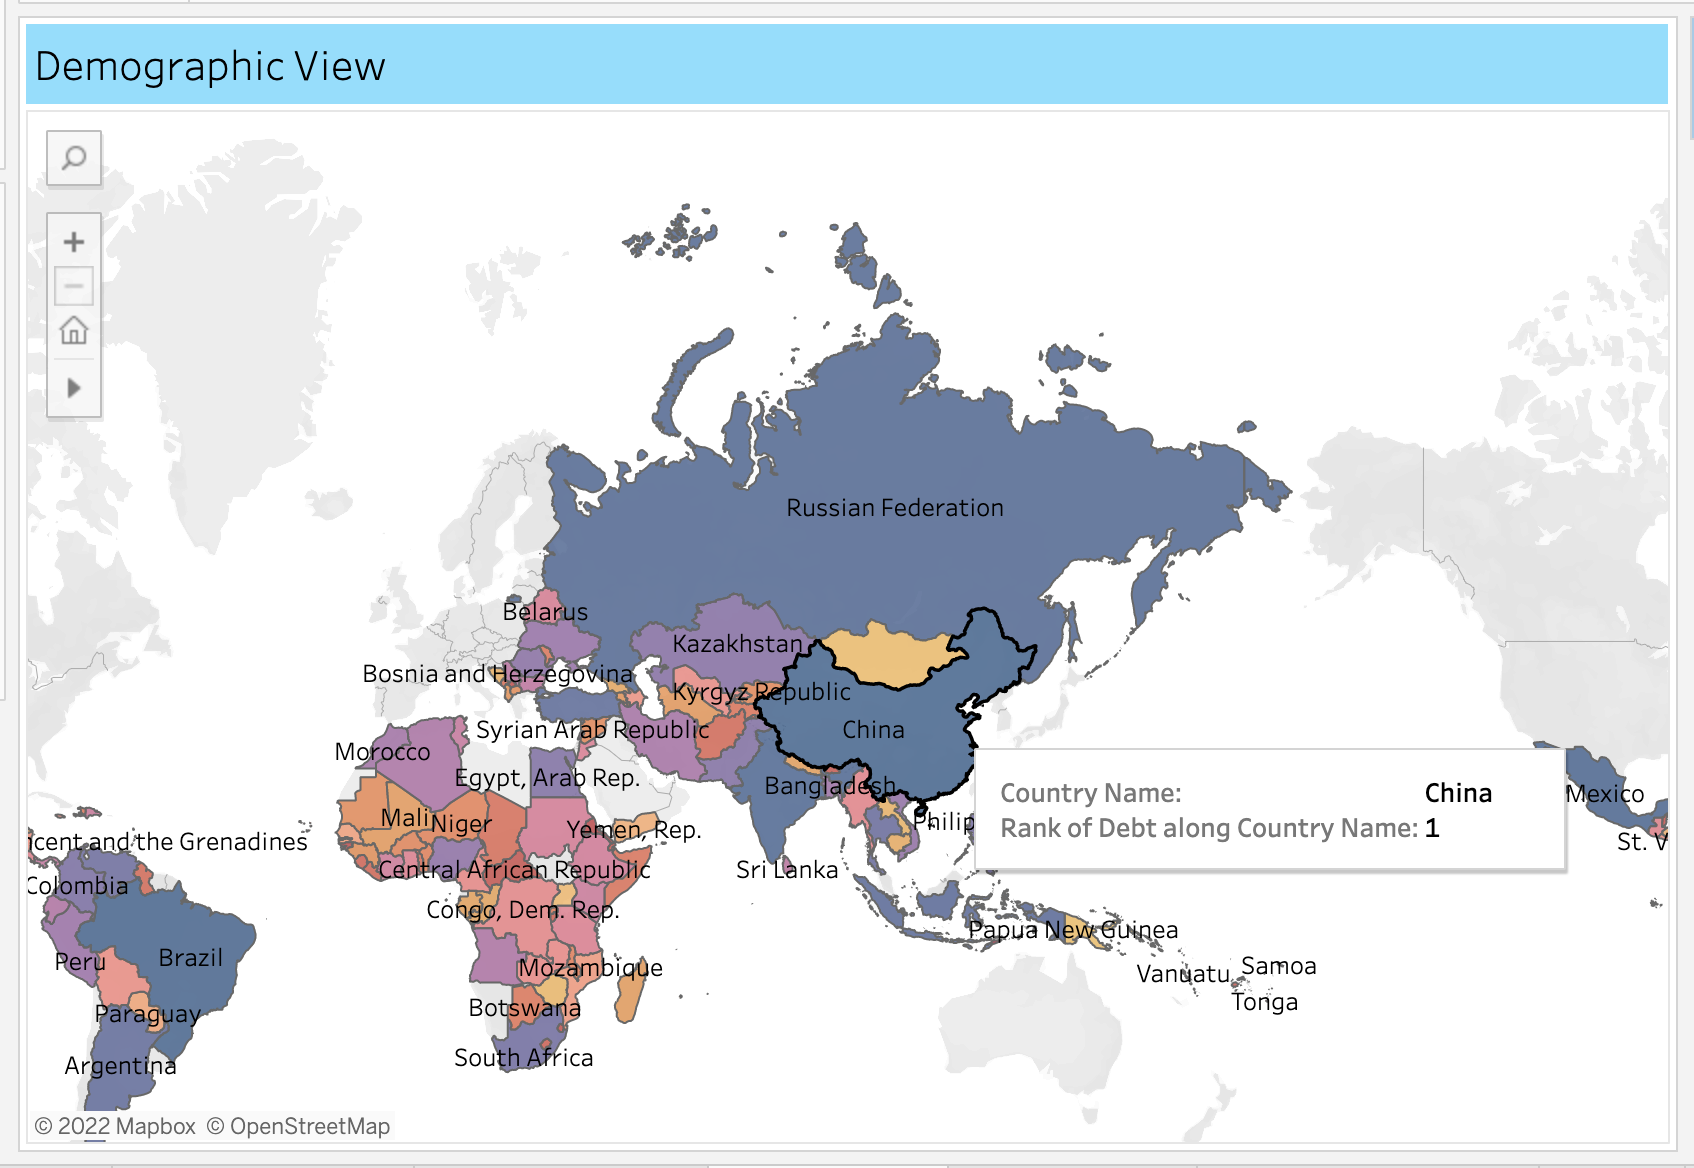 Demographic View
Russian Federation
Belarus
Kazakhstan
Bosnia and Herzegovina
Kyrgyz Republic
Syrian Arab Republic
China
Morocco
Egypt, Arab Rep.
Bangladesh
Country Name: China
Rank of Debt along Country Name: 1
Mexico
Mali
Niger
Yemen, Rep.
Philip
icent and the Grenadines
St. V
Central African Republic
Sri Lanka
Colombia
Congo, Dem. Rep.
Papua New Guinea
Brazil
Peru
Mozambique
Vanuatu
Samoa
Tonga
Botswana
Paraguay
South Africa
Argentina
© 2022 Mapbox © OpenStreetMap